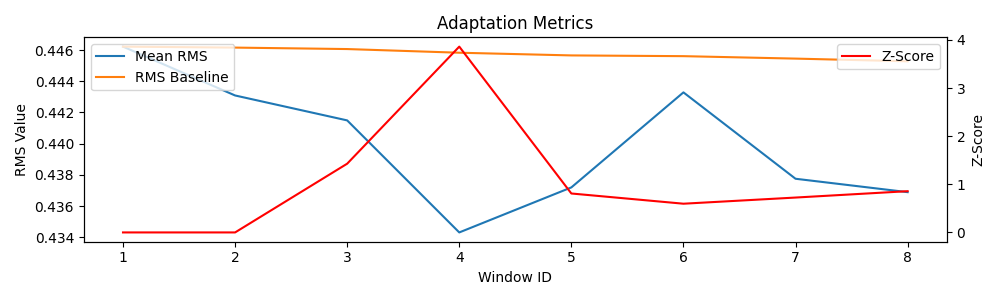 Adaptation Metrics
Mean RMS
RMS Baseline
Z-Score
0.446
0.444
0.442
0.440
0.438
0.436
0.434
RMS Value
4
3
2
1
0
Z-Score
1 2 3 4 5 6 7 8
Window ID